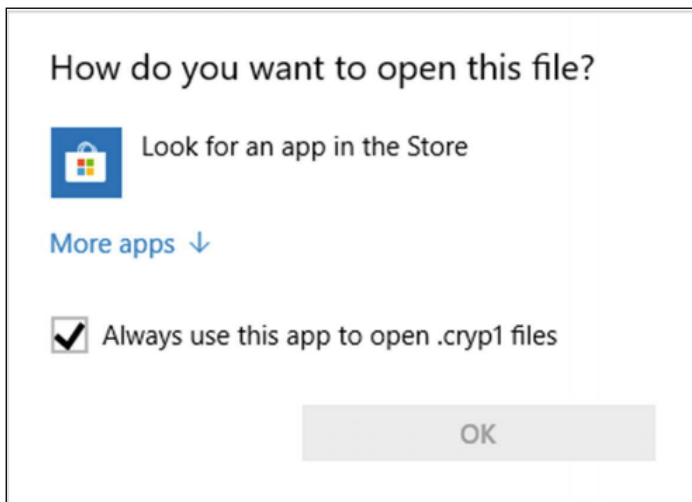 How do you want to open this file?
Look for an app in the Store
More apps ↓
Always use this app to open .cryp1 files
OK